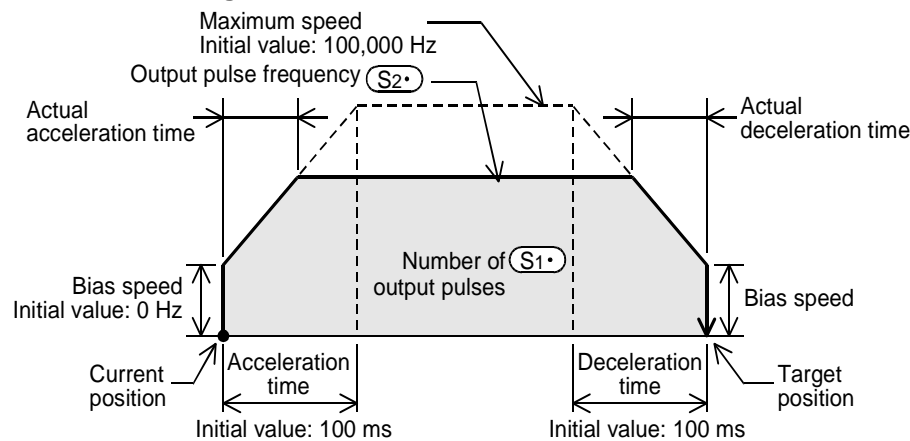 Maximum speed
Initial value: 100,000 Hz
Output pulse frequency S2•
Actual
acceleration time
Actual
deceleration time
Number of S1•
output pulses
Bias speed
Initial value: 0 Hz
Bias speed
Current
position
Acceleration
time
Initial value: 100 ms
Deceleration
time
Initial value: 100 ms
Target
position